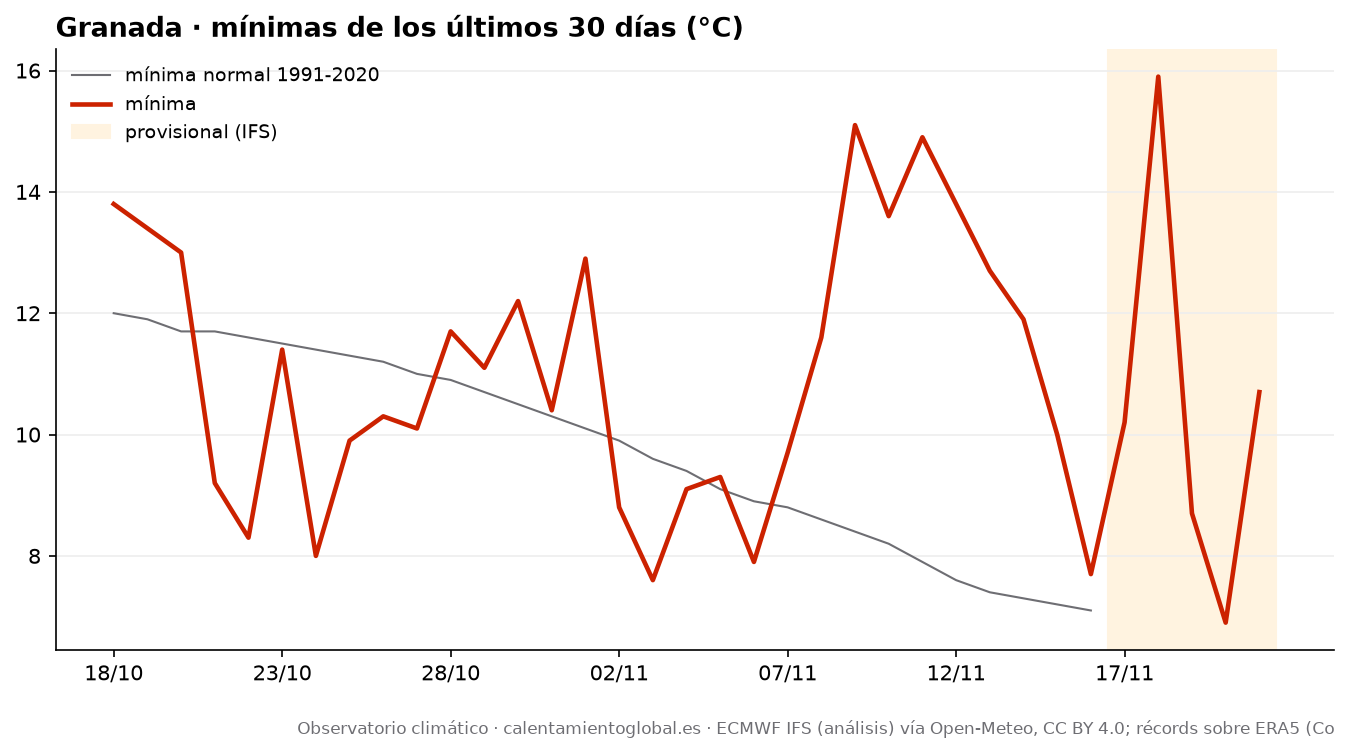 Granada · mínimas de los últimos 30 días (°C)
mínima normal 1991-2020
mínima
provisional (IFS)
16
14
12
10
8
18/10
23/10
28/10
02/11
07/11
12/11
17/11
Observatorio climático · calentamientoglobal.es · ECMWF IFS (análisis) vía Open-Meteo, CC BY 4.0; récords sobre ERA5 (Co